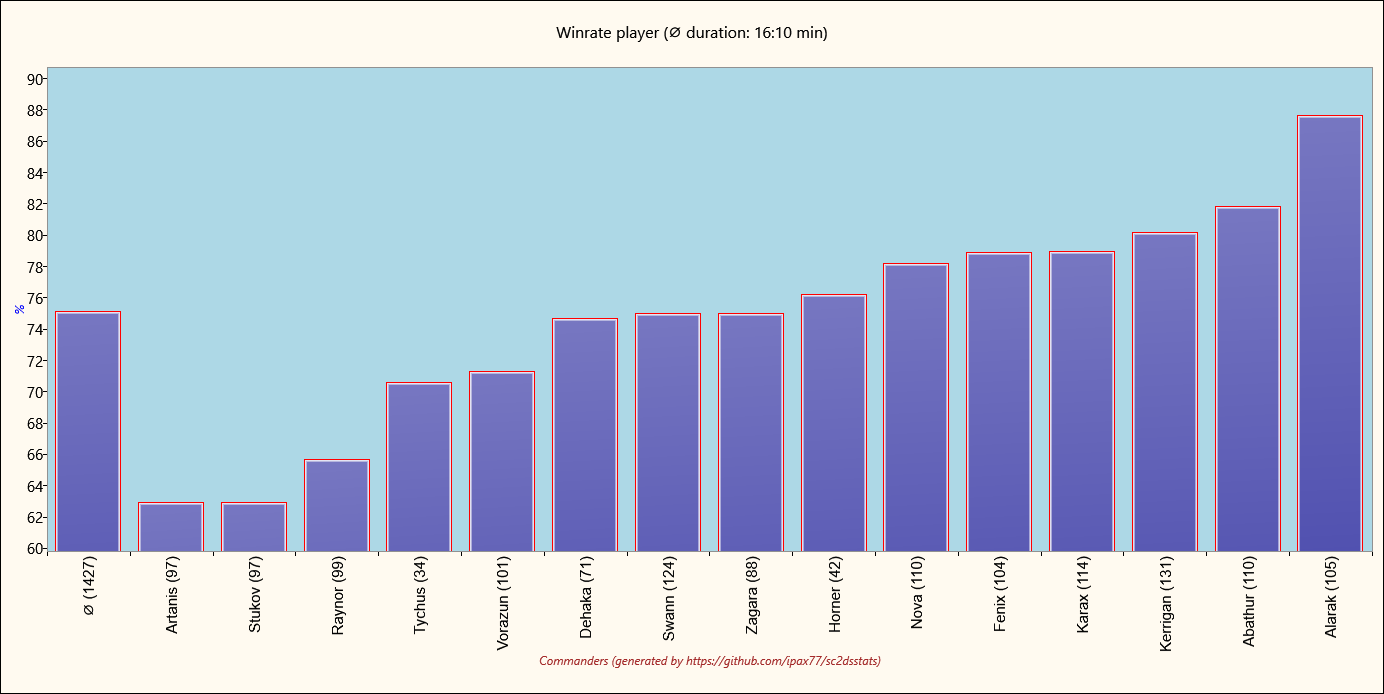 Winrate player (∅ duration: 16:10 min)
90
88
86
84
82
80
78
76
74
72
70
68
66
64
62
60
%
∅ (1427)
Artanis (97)
Stukov (97)
Raynor (99)
Tychus (34)
Vorazun (101)
Dehaka (71)
Swann (124)
Zagara (88)
Horner (42)
Nova (110)
Fenix (104)
Karax (114)
Kerrigan (131)
Abathur (110)
Alarak (105)
Commanders (generated by https://github.com/ipax77/sc2dsstats)